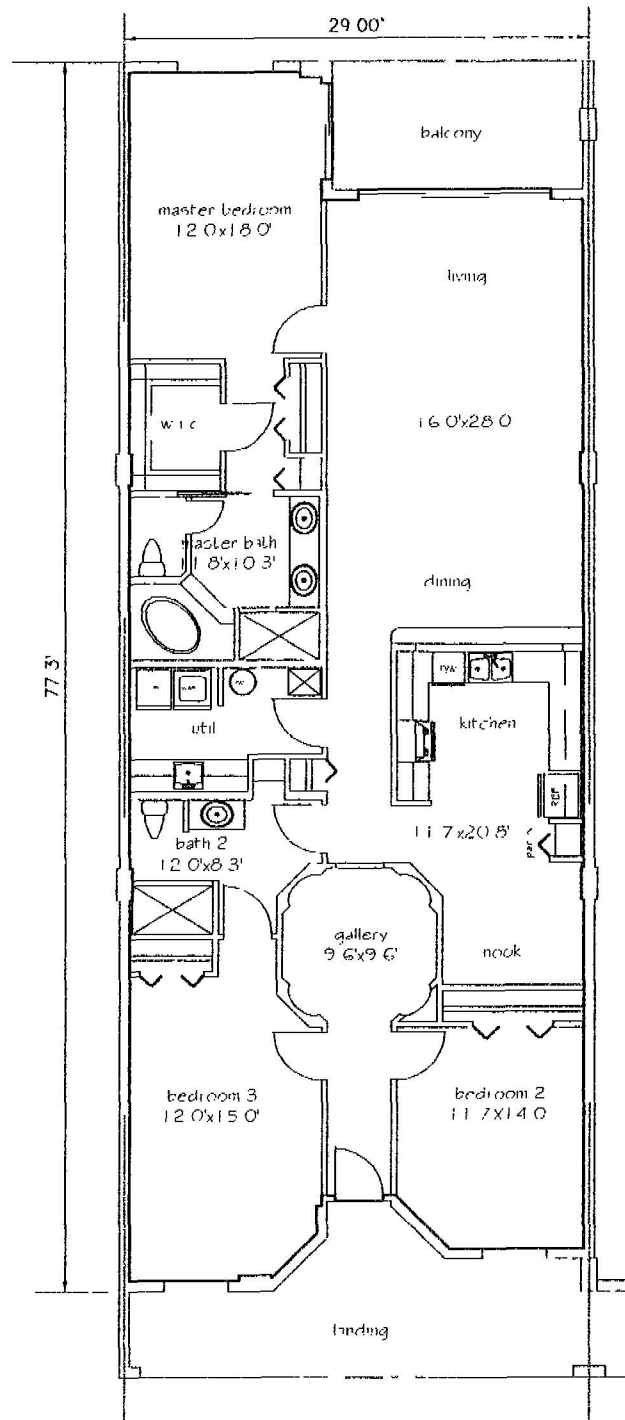 29 00'
balcony
master bedroom
12 0x18 0'
living
W I C
16 0'x28 0
master bath
11 8'x10 3'
dining
77 3'
D/W
kitchen
util
REF
11 7x20 8'
bath 2
12 0'x8 3'
gallery
9 6'x9 6'
nook
bedroom 3
12 0'x15 0'
bedroom 2
11 7x14 0
landing